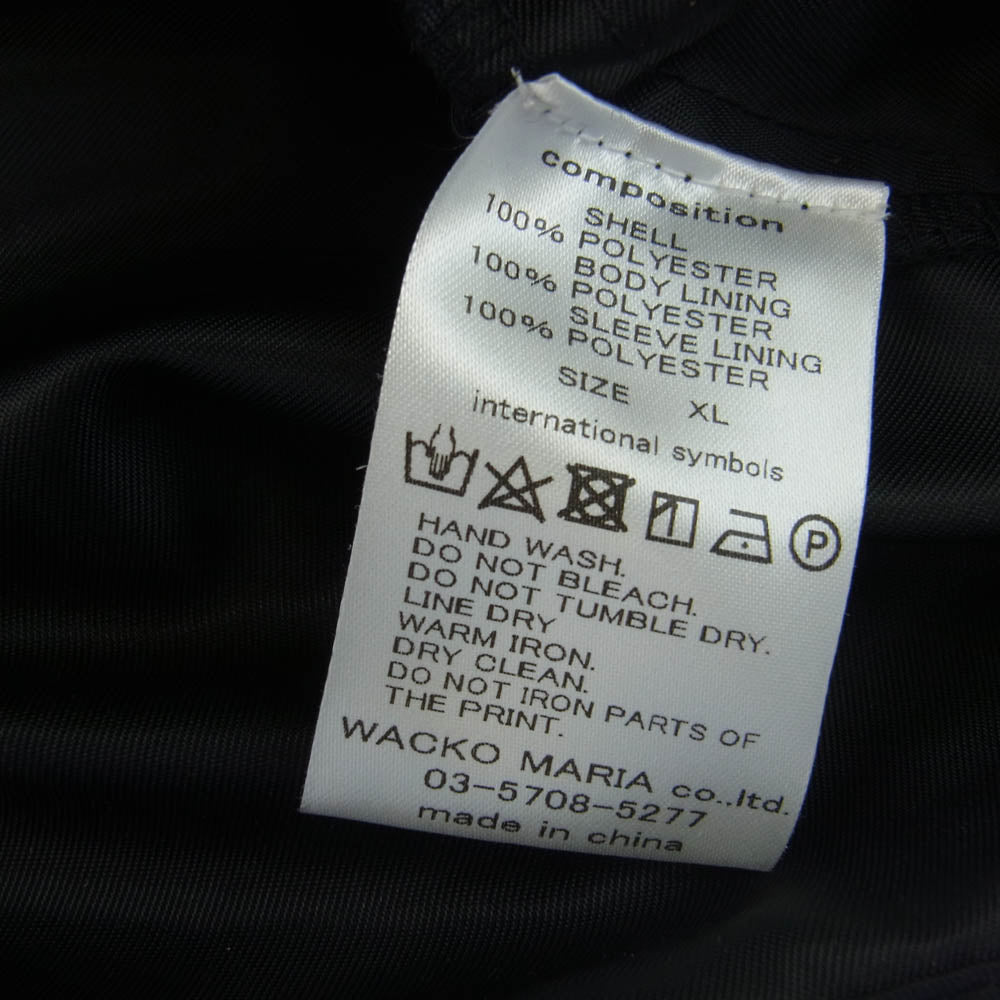 composition
SHELL
100% POLYESTER
BODY LINING
100% POLYESTER
SLEEVE LINING
100% POLYESTER
SIZE XL
international symbols
P
HAND WASH.
DO NOT BLEACH.
DO NOT TUMBLE DRY.
LINE DRY
WARM IRON.
DRY CLEAN.
DO NOT IRON PARTS OF
THE PRINT.
WACKO MARIA co.,ltd.
03-5708-5277
made in china